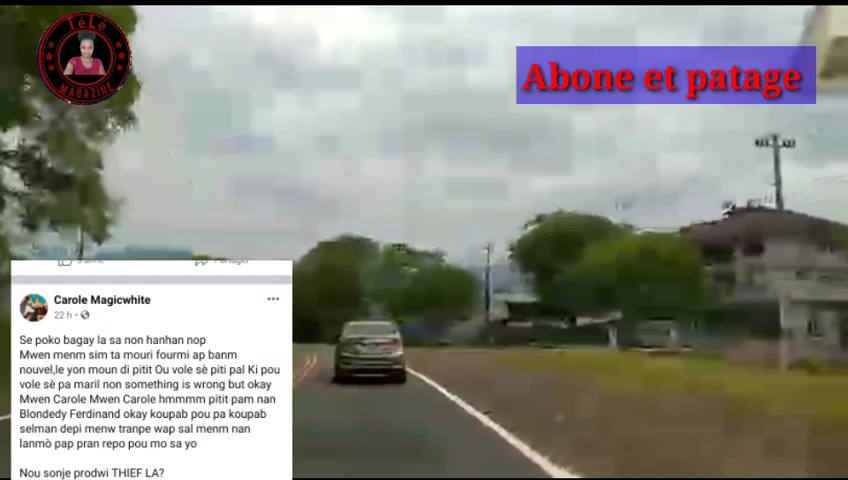 TéLé
MAGAZINE
Abone et patage
J'aime
Partager
Carole Magicwhite
22 h
Se poko bagay la sa non hanhan nop
Mwen menm sim ta mouri fourmi ap banm
nouvel,le yon moun di pitit Ou vole sè piti pal Ki pou
vole sè pa maril non something is wrong but okay
Mwen Carole Mwen Carole hmmmm pitit pam nan
Blondedy Ferdinand okay koupab pou pa koupab
selman depi menw tranpe wap sal menm nan
lanmò pap pran repo pou mo sa yo
Nou sonje prodwi THIEF LA?